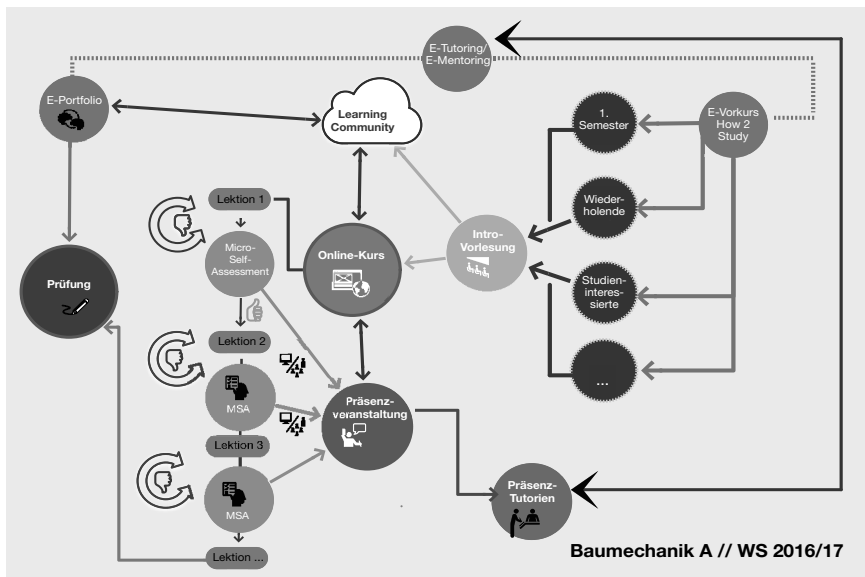 E-Tutoring/
E-Mentoring
E-Portfolio
Learning
Community
1.
Semester
E-Vorkurs
How 2
Study
Lektion 1
Wieder-
holende
Micro-
Self-
Assessment
Online-Kurs
Intro-
Vorlesung
Prüfung
Studien-
interes-
sierte
Lektion 2
...
MSA
Präsenz-
veranstaltung
Lektion 3
MSA
Präsenz-
Tutorien
Lektion ...
Baumechanik A // WS 2016/17